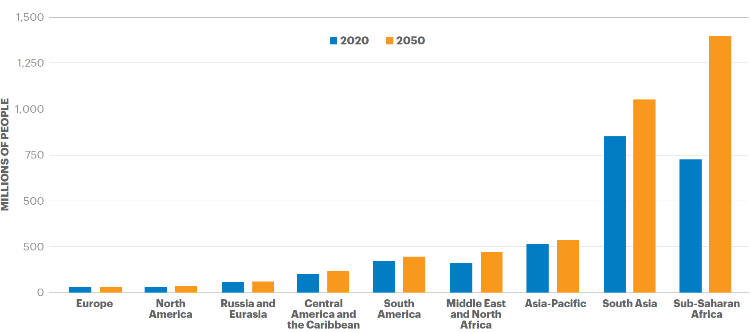 1,500
2020 2050
1,250
1,000
750
500
500
0
MILLIONS OF PEOPLE
Europe
North
America
Russia and
Eurasia
Central
America and
the Caribbean
South
America
Middle East
and North
Africa
Asia-Pacific
South Asia
Sub-Saharan
Africa